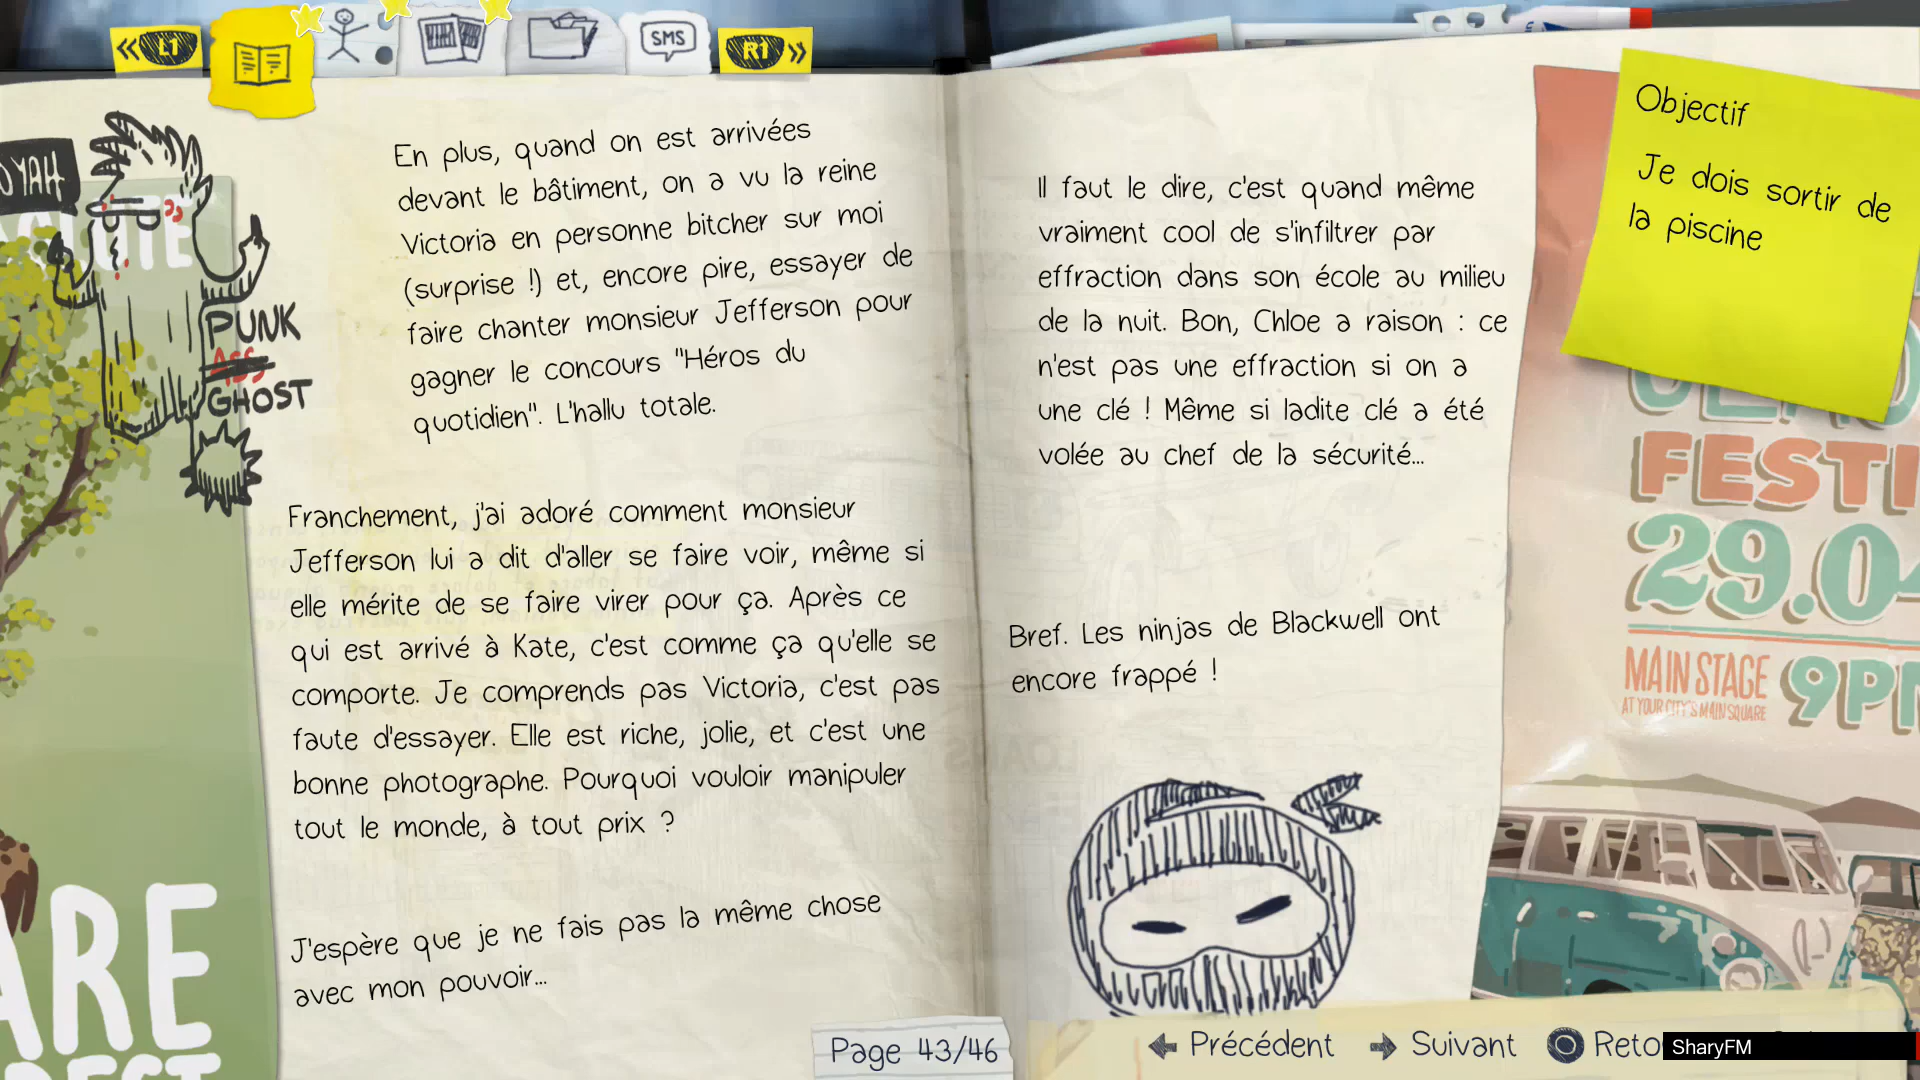 L1
SMS
R1
YAH
PUNK
GHOST
En plus, quand on est arrivées
devant le bâtiment, on a vu la reine
Victoria en personne bitcher sur moi
(surprise !) et, encore pire, essayer de
faire chanter monsieur Jefferson pour
gagner le concours "Héros du
quotidien". L'hallu totale.
Franchement, j'ai adoré comment monsieur
Jefferson lui a dit d'aller se faire voir, même si
elle mérite de se faire virer pour ça. Après ce
qui est arrivé à Kate, c'est comme ça qu'elle se
comporte. Je comprends pas Victoria, c'est pas
faute d'essayer. Elle est riche, jolie, et c'est une
bonne photographe. Pourquoi vouloir manipuler
tout le monde, à tout prix ?
J'espère que je ne fais pas la même chose
avec mon pouvoir...
Il faut le dire, c'est quand même
vraiment cool de s'infiltrer par
effraction dans son école au milieu
de la nuit. Bon, Chloe a raison : ce
n'est pas une effraction si on a
une clé ! Même si ladite clé a été
volée au chef de la sécurité...
Bref. Les ninjas de Blackwell ont
encore frappé !
Objectif
Je dois sortir de
la piscine
FESTI
29.04
MAIN STAGE
AT YOUR CITY'S MAIN SQUARE
9PM
ARE
Page 43/46
Précédent
Suivant
Reto
SharyFM